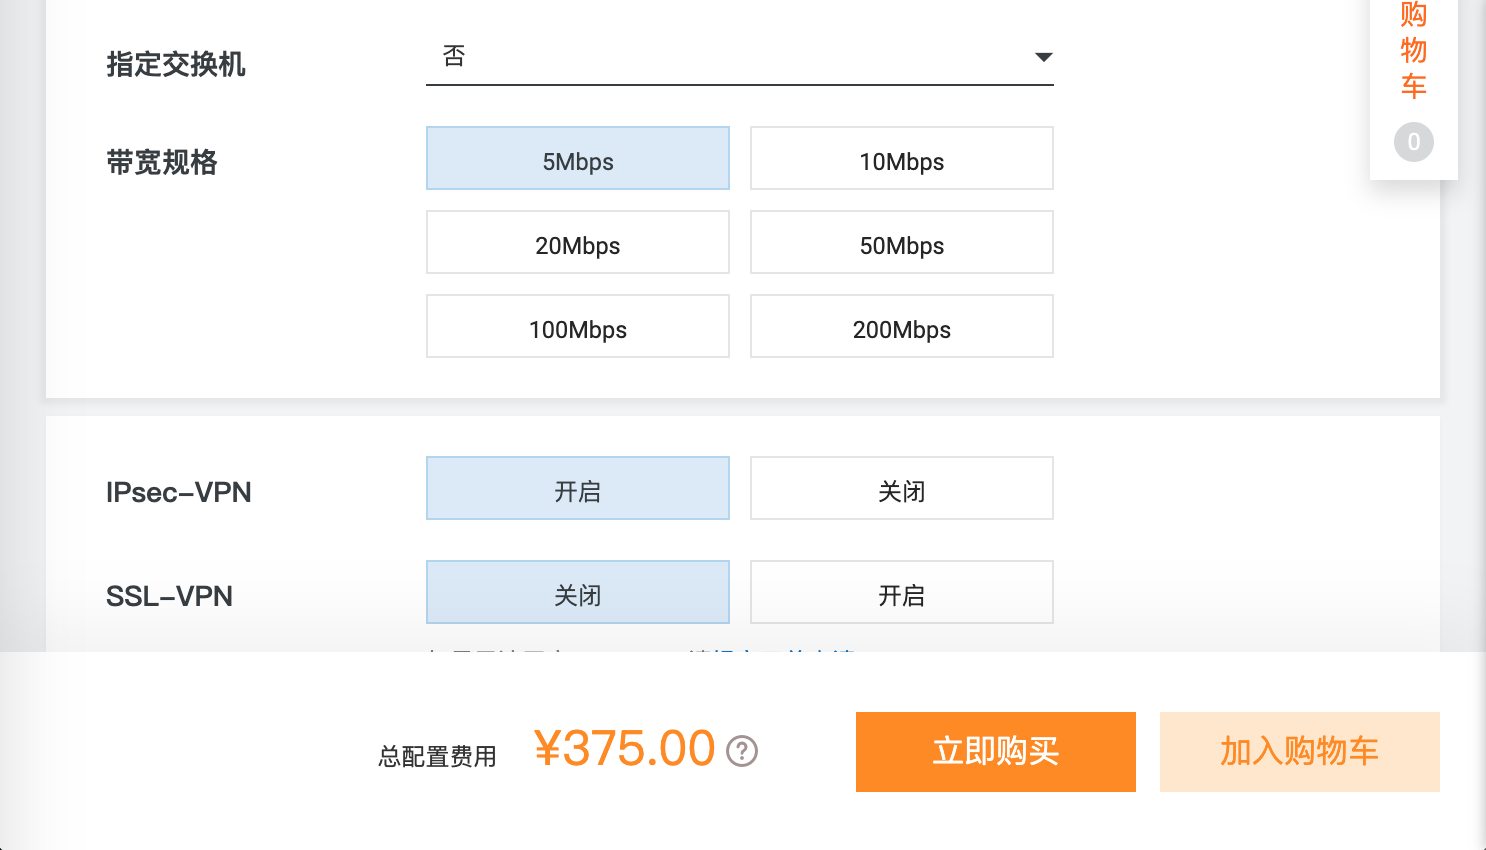 指定交换机
否
带宽规格
5Mbps
10Mbps
20Mbps
50Mbps
100Mbps
200Mbps
IPsec–VPN
开启
关闭
SSL–VPN
关闭
开启
总配置费用
¥375.00
?
立即购买
加入购物车
购
物
车
0